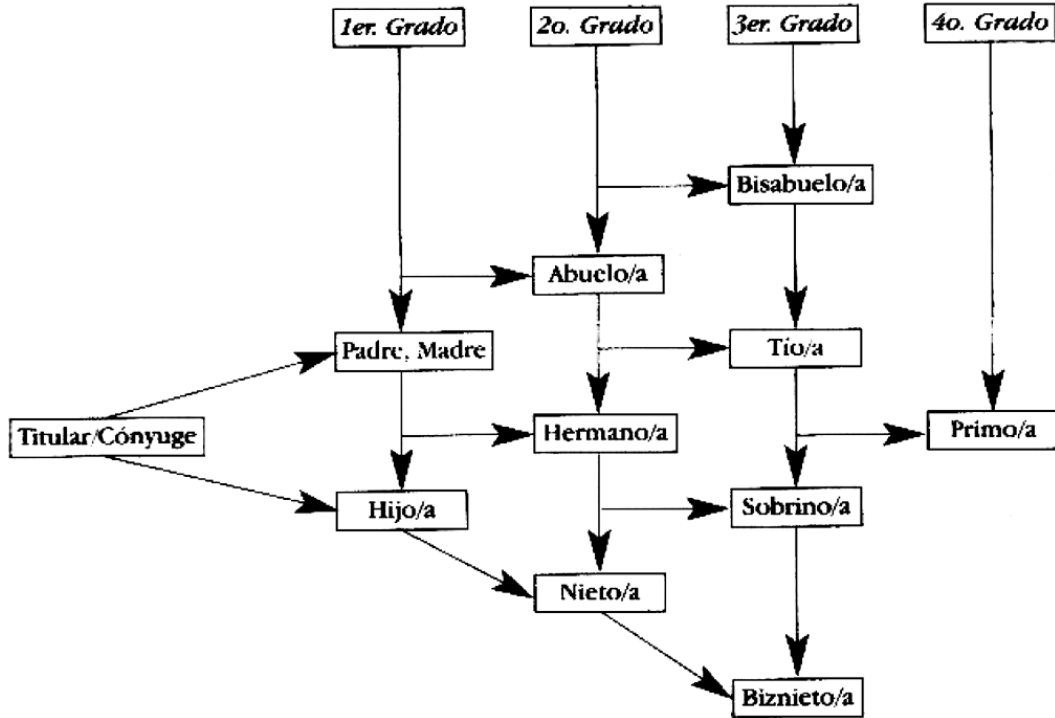 1er. Grado
2o. Grado
3er. Grado
4o. Grado
Bisabuelo/a
Abuelo/a
Padre, Madre
Tío/a
Titular/Cónyuge
Hermano/a
Primo/a
Hijo/a
Sobrino/a
Nieto/a
Biznieto/a